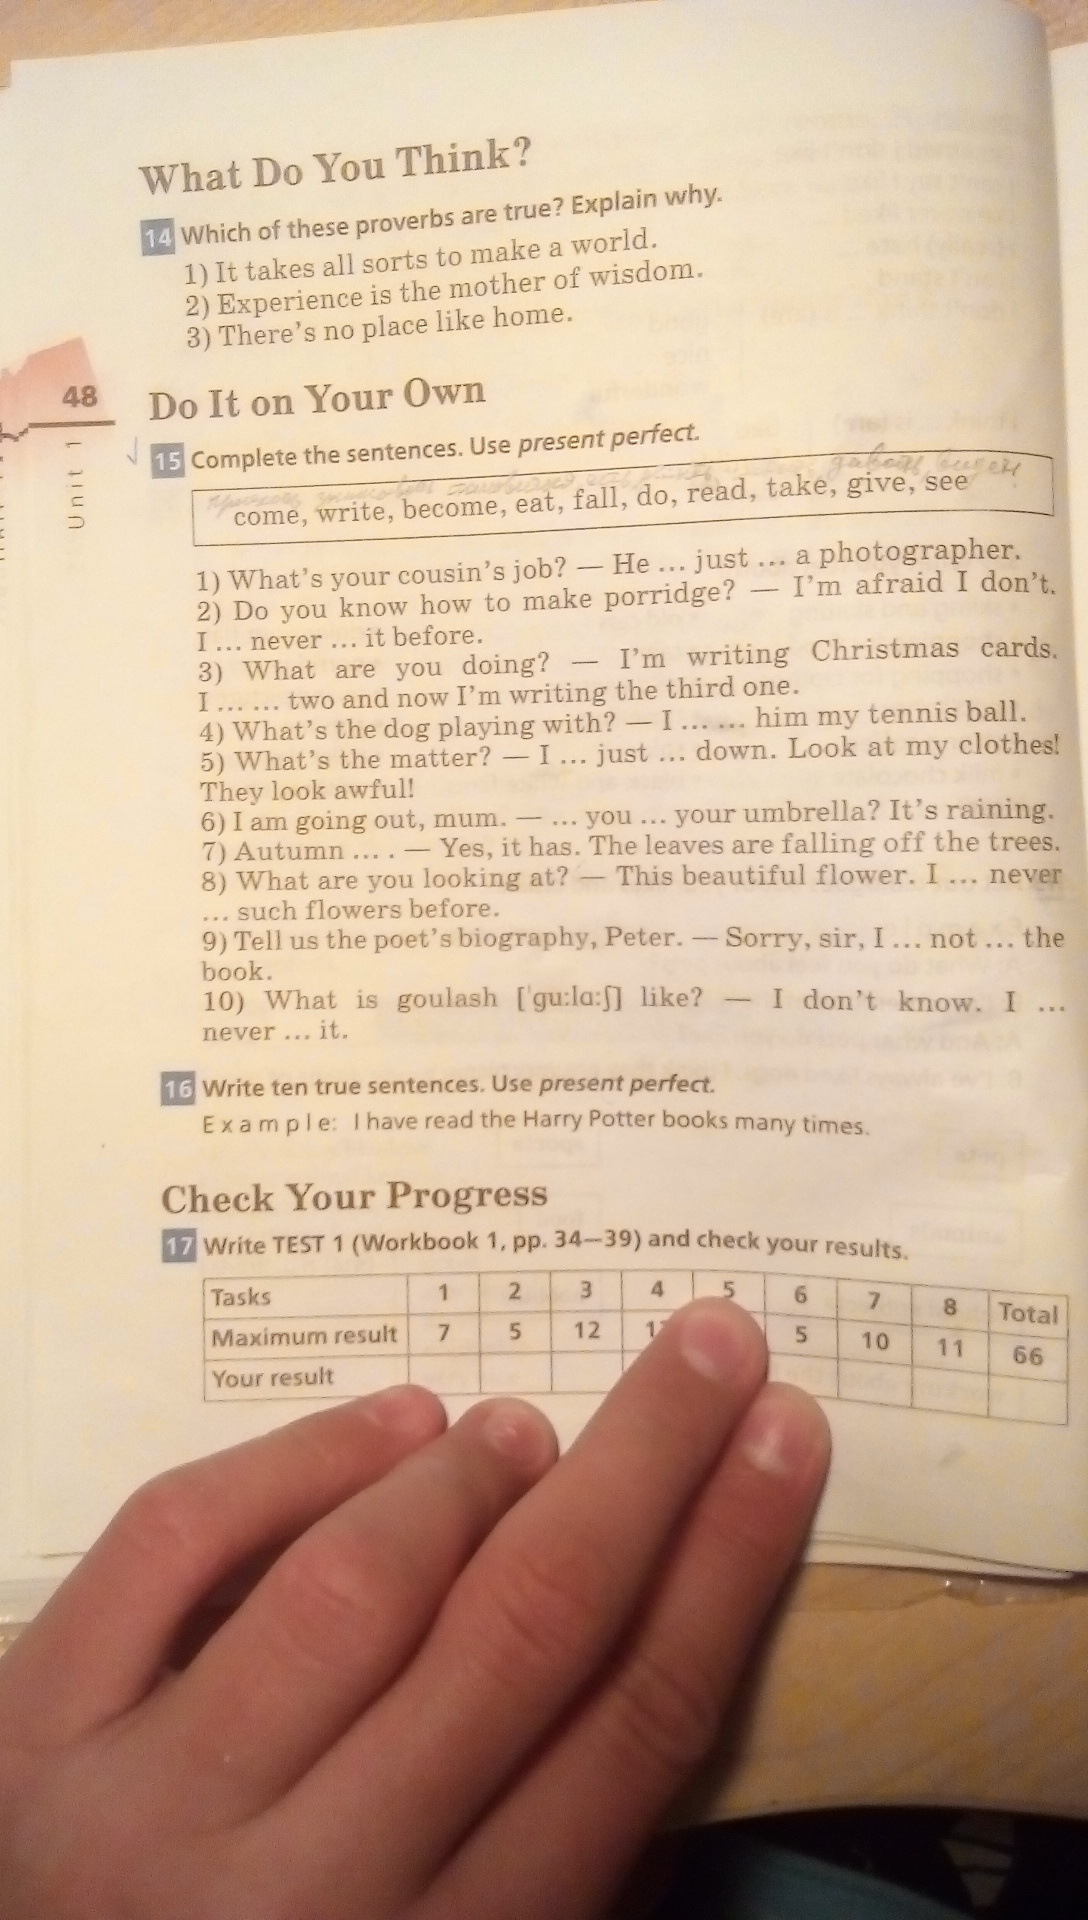 What Do You Think?
14 Which of these proverbs are true? Explain why.
1) It takes all sorts to make a world.
2) Experience is the mother of wisdom.
3) There's no place like home.
48
Unit 1
Do It on Your Own
15 Complete the sentences. Use present perfect.
давать, видеть
come, write, become, eat, fall, do, read, take, give, see
1) What's your cousin's job? — He ... just ... a photographer.
2) Do you know how to make porridge? — I'm afraid I don't.
I ... never ... it before.
3) What are you doing? — I'm writing Christmas cards.
I ... ... two and now I'm writing the third one.
4) What's the dog playing with? — I ... ... him my tennis ball.
5) What's the matter? — I ... just ... down. Look at my clothes!
They look awful!
6) I am going out, mum. — ... you ... your umbrella? It's raining.
7) Autumn ... . — Yes, it has. The leaves are falling off the trees.
8) What are you looking at? — This beautiful flower. I ... never
... such flowers before.
9) Tell us the poet's biography, Peter. — Sorry, sir, I ... not ... the
book.
10) What is goulash [ˈɡuːlɑːʃ] like? — I don't know. I ...
never ... it.
16 Write ten true sentences. Use present perfect.
Example: I have read the Harry Potter books many times.
Check Your Progress
17 Write TEST 1 (Workbook 1, pp. 34—39) and check your results.
Tasks 1 2 3 4 5 6 7 8 Total
Maximum result 7 5 12 5 10 11 66
Your result